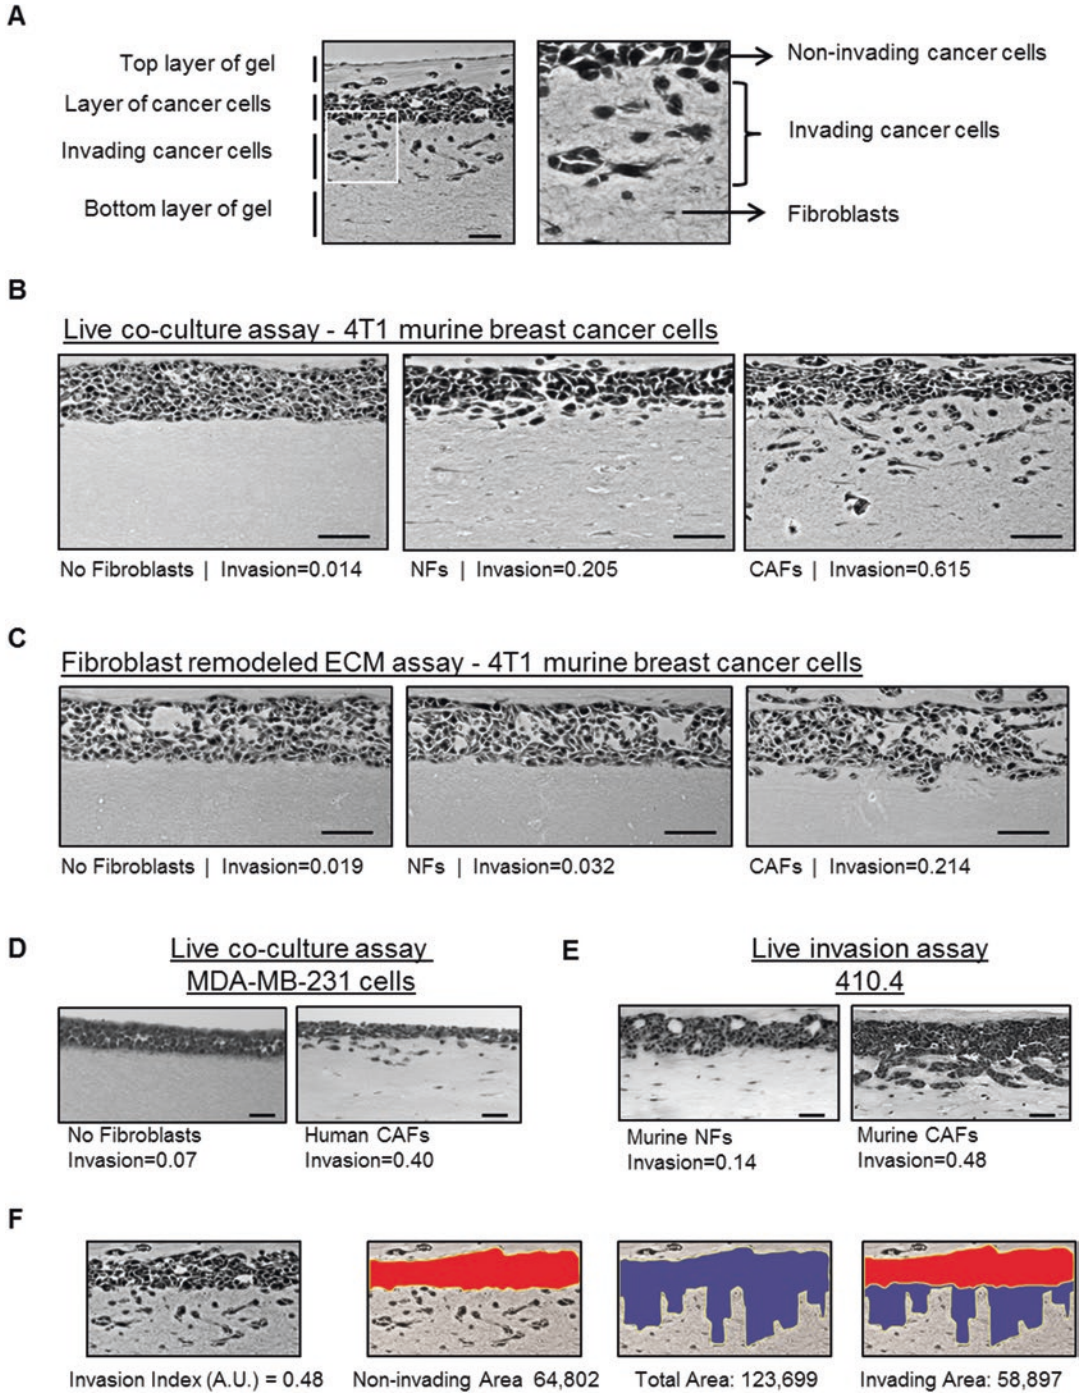 A
Top layer of gel
Layer of cancer cells
Invading cancer cells
Bottom layer of gel
Non-invading cancer cells
Invading cancer cells
Fibroblasts
B
Live co-culture assay - 4T1 murine breast cancer cells
No Fibroblasts | Invasion=0.014
NFs | Invasion=0.205
CAFs | Invasion=0.615
C
Fibroblast remodeled ECM assay - 4T1 murine breast cancer cells
No Fibroblasts | Invasion=0.019
NFs | Invasion=0.032
CAFs | Invasion=0.214
D
Live co-culture assay
MDA-MB-231 cells
No Fibroblasts
Invasion=0.07
Human CAFs
Invasion=0.40
E
Live invasion assay
410.4
Murine NFs
Invasion=0.14
Murine CAFs
Invasion=0.48
F
Invasion Index (A.U.) = 0.48
Non-invading Area 64,802
Total Area: 123,699
Invading Area: 58,897